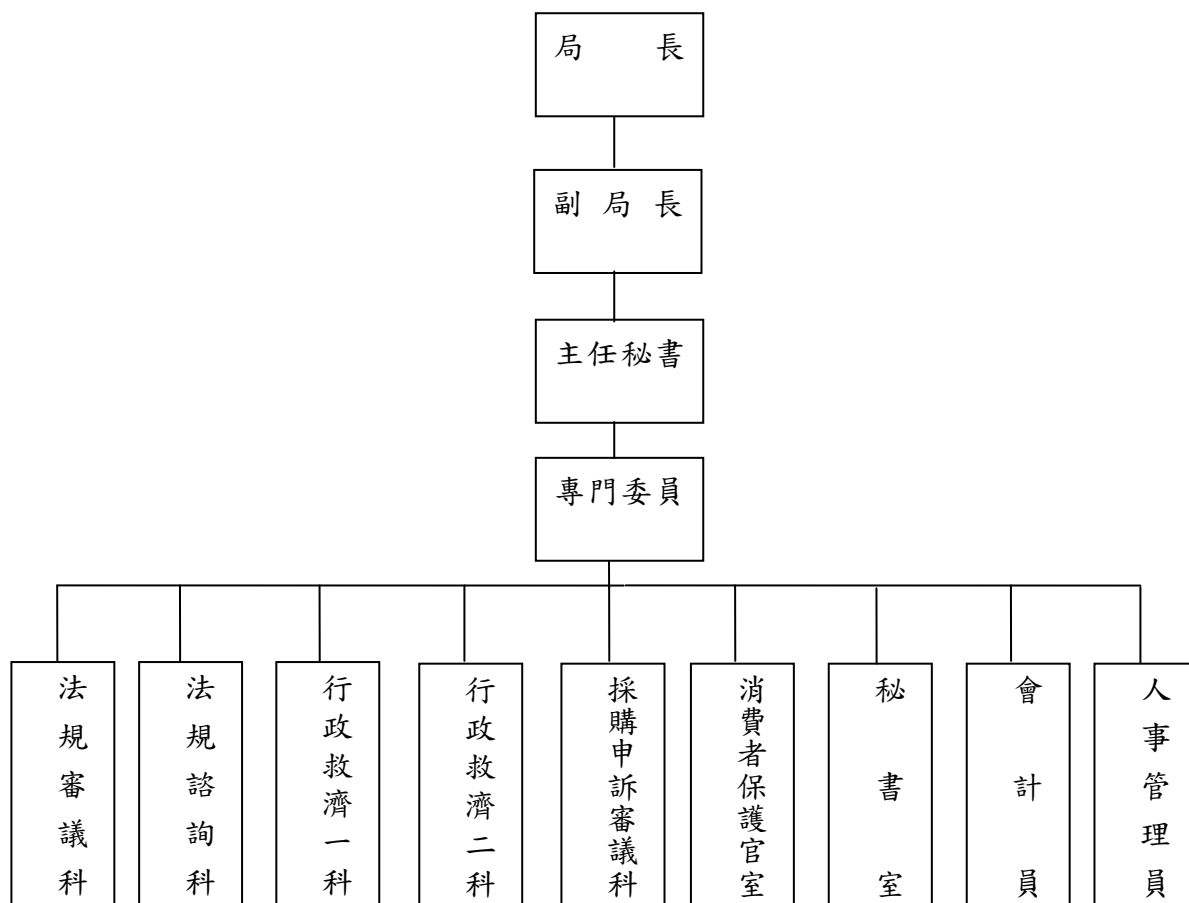 局長
副局長
主任秘書
專門委員
法規審議科
法規諮詢科
行政救濟一科
行政救濟二科
採購申訴審議科
消費者保護官室
秘書室
會計員
人事管理員